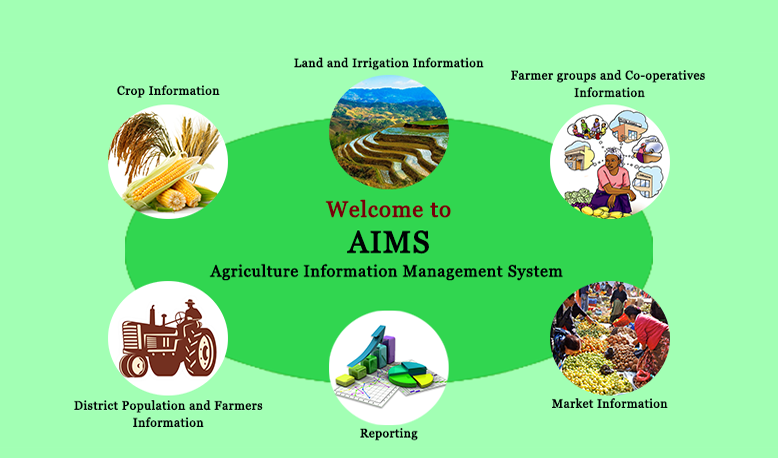 Land and Irrigation Information
Crop Information
Farmer groups and Co-operatives
Information
Welcome to
AIMS
Agriculture Information Management System
District Population and Farmers
Information
Market Information
Reporting